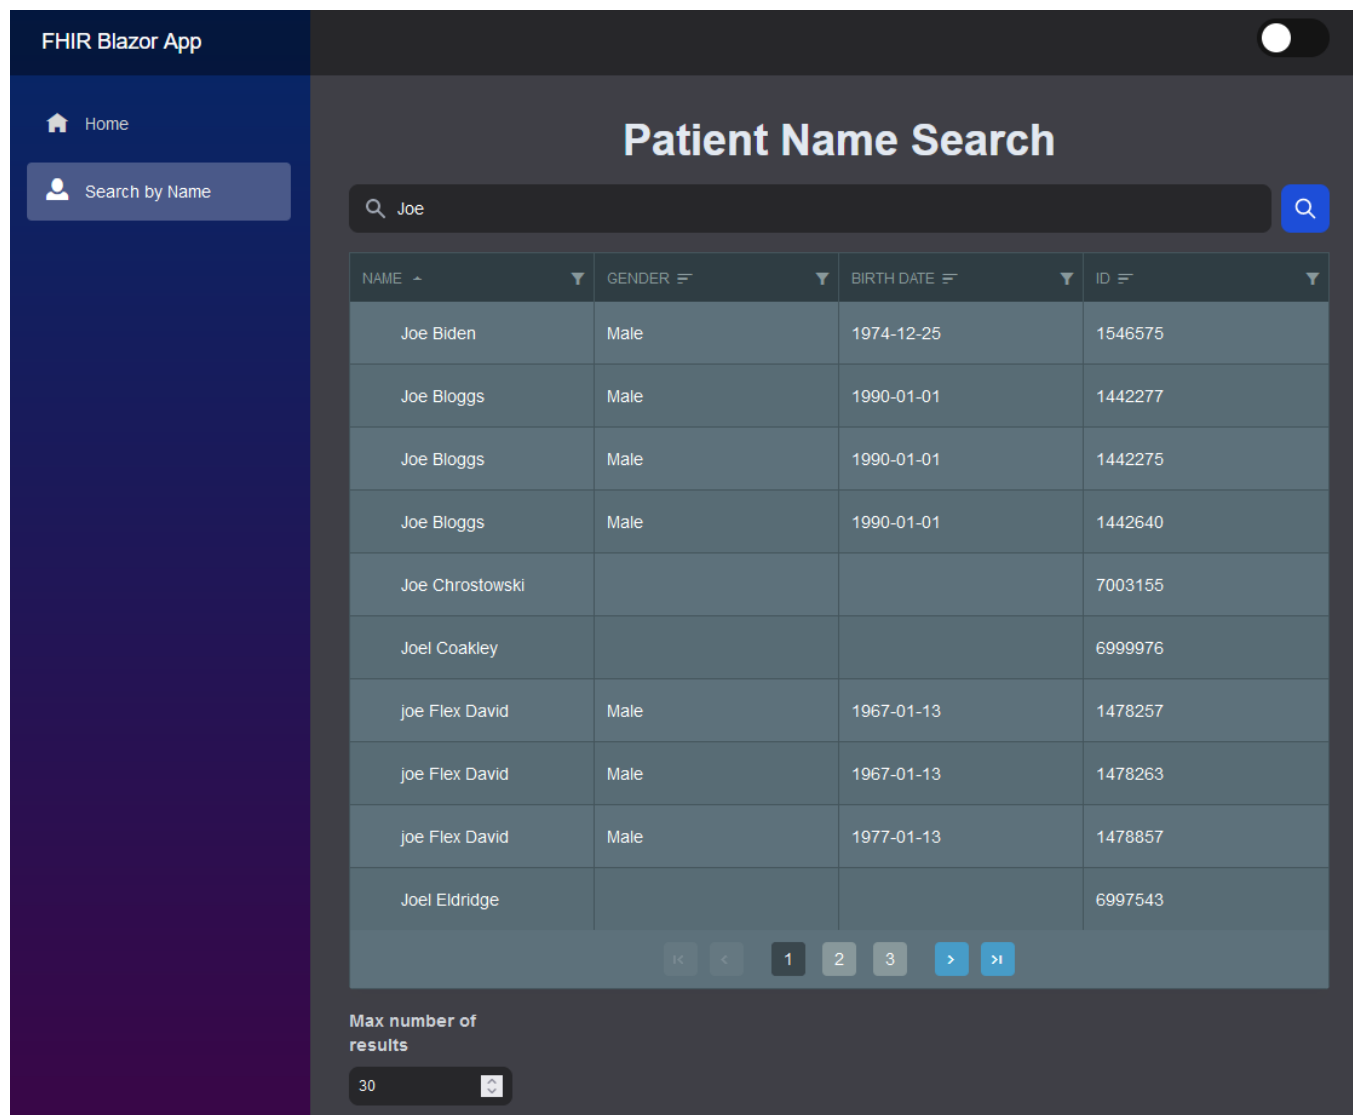 FHIR Blazor App
Home
Search by Name
Patient Name Search
Joe
NAME GENDER BIRTH DATE ID
Joe Biden Male 1974-12-25 1546575
Joe Bloggs Male 1990-01-01 1442277
Joe Bloggs Male 1990-01-01 1442275
Joe Bloggs Male 1990-01-01 1442640
Joe Chrostowski 7003155
Joel Coakley 6999976
joe Flex David Male 1967-01-13 1478257
joe Flex David Male 1967-01-13 1478263
joe Flex David Male 1977-01-13 1478857
Joel Eldridge 6997543
1 2 3
Max number of
results
30